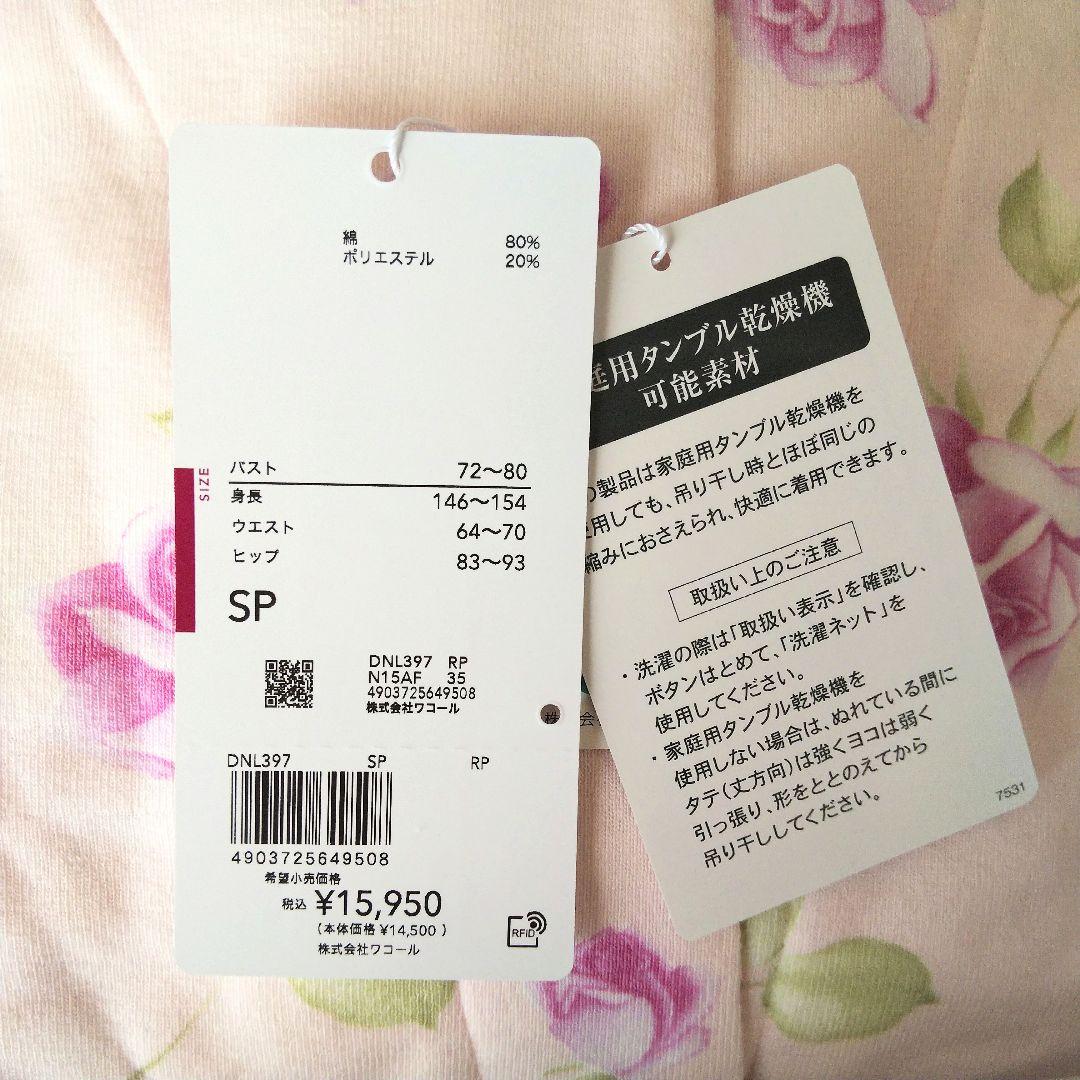 綿 80%
ポリエステル 20%
SIZE
バスト 72～80
身長 146～154
ウエスト 64～70
ヒップ 83～93
SP
DNL397 RP
N15AF 35
4903725649508
株式会社ワコール
DNL397 SP RP
4903725649508
希望小売価格
税込 ¥15,950
(本体価格 ¥14,500 )
株式会社ワコール
RFID
庭用タンブル乾燥機
可能素材
の製品は家庭用タンブル乾燥機を
用しても、吊り干し時とほぼ同じの
縮みにおさえられ、快適に着用できます。
取扱い上のご注意
・洗濯の際は「取扱い表示」を確認し、
ボタンはとめて、「洗濯ネット」を
使用してください。
・家庭用タンブル乾燥機を
使用しない場合は、ぬれている間に
タテ(丈方向)は強くヨコは弱く
引っ張り、形をととのえてから
吊り干ししてください。
7531
株 会